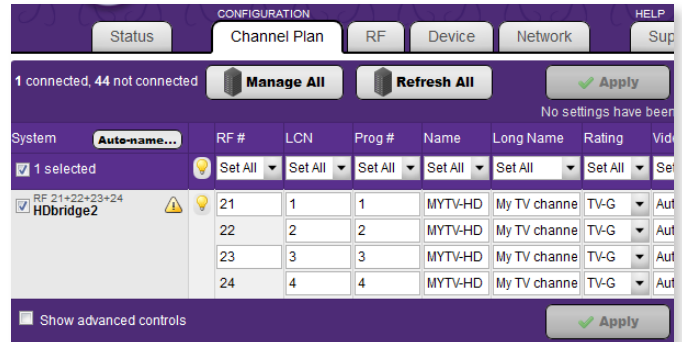 CONFIGURATION HELP
Status Channel Plan RF Device Network Sup
1 connected, 44 not connected Manage All Refresh All Apply
No settings have been
System Auto-name... RF # LCN Prog # Name Long Name Rating Vide
1 selected Set All Set All Set All Set All Set All Set All Set
RF 21+22+23+24
HDbridge2
21 1 1 MYTV-HD My TV channe TV-G Aut
22 2 2 MYTV-HD My TV channe TV-G Aut
23 3 3 MYTV-HD My TV channe TV-G Aut
24 4 4 MYTV-HD My TV channe TV-G Aut
Show advanced controls Apply